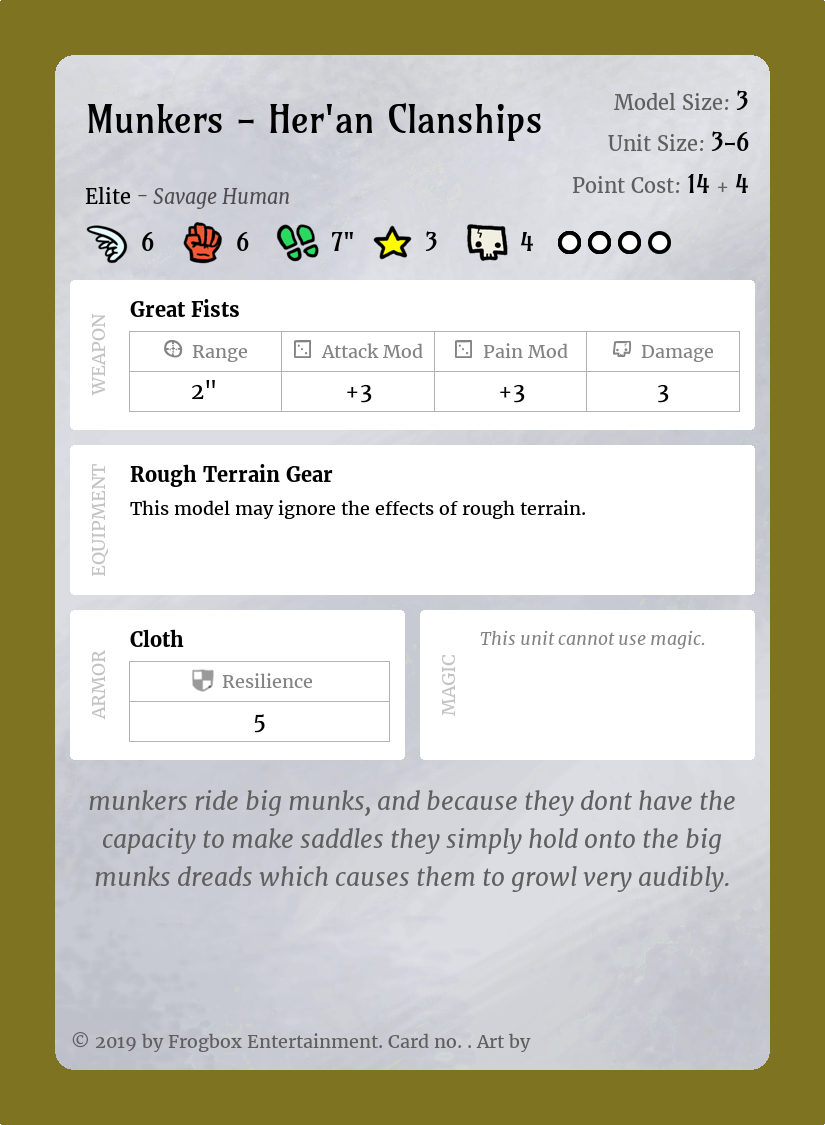 Munkers - Her'an Clanships
Model Size: 3
Unit Size: 3-6
Point Cost: 14 + 4
Elite - Savage Human
6 6 7" 3 4
WEAPON
Great Fists
Range Attack Mod Pain Mod Damage
2" +3 +3 3
EQUIPMENT
Rough Terrain Gear
This model may ignore the effects of rough terrain.
ARMOR
Cloth
Resilience
5
MAGIC
This unit cannot use magic.
munkers ride big munks, and because they dont have the
capacity to make saddles they simply hold onto the big
munks dreads which causes them to growl very audibly.
© 2019 by Frogbox Entertainment. Card no. . Art by